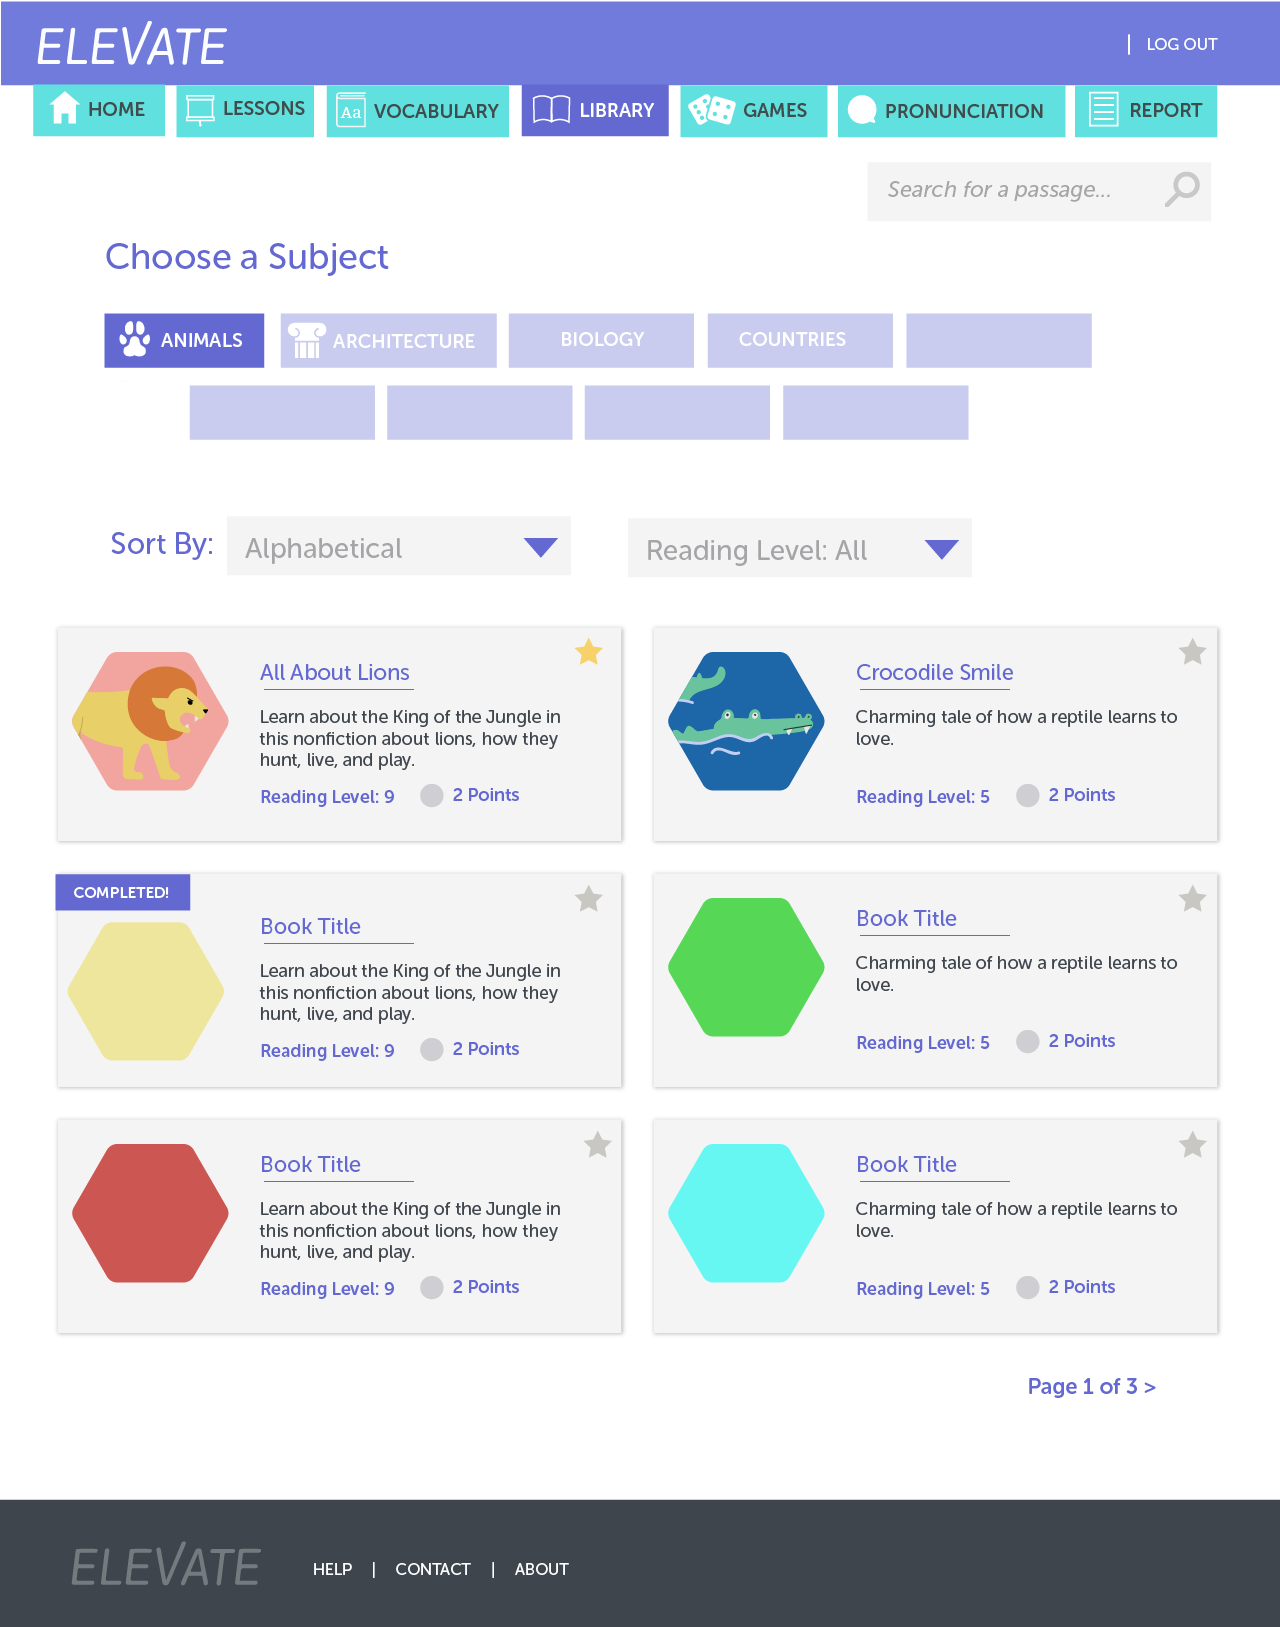 ELEVATE
LOG OUT
HOME
LESSONS
Aa
VOCABULARY
LIBRARY
GAMES
PRONUNCIATION
REPORT
Search for a passage...
Choose a Subject
ANIMALS
ARCHITECTURE
BIOLOGY
COUNTRIES
Sort By:
Alphabetical
Reading Level: All
All About Lions
Learn about the King of the Jungle in
this nonfiction about lions, how they
hunt, live, and play.
Reading Level: 9
2 Points
Crocodile Smile
Charming tale of how a reptile learns to
love.
Reading Level: 5
2 Points
COMPLETED!
Book Title
Learn about the King of the Jungle in
this nonfiction about lions, how they
hunt, live, and play.
Reading Level: 9
2 Points
Book Title
Charming tale of how a reptile learns to
love.
Reading Level: 5
2 Points
Book Title
Learn about the King of the Jungle in
this nonfiction about lions, how they
hunt, live, and play.
Reading Level: 9
2 Points
Book Title
Charming tale of how a reptile learns to
love.
Reading Level: 5
2 Points
Page 1 of 3 >
ELEVATE
HELP | CONTACT | ABOUT